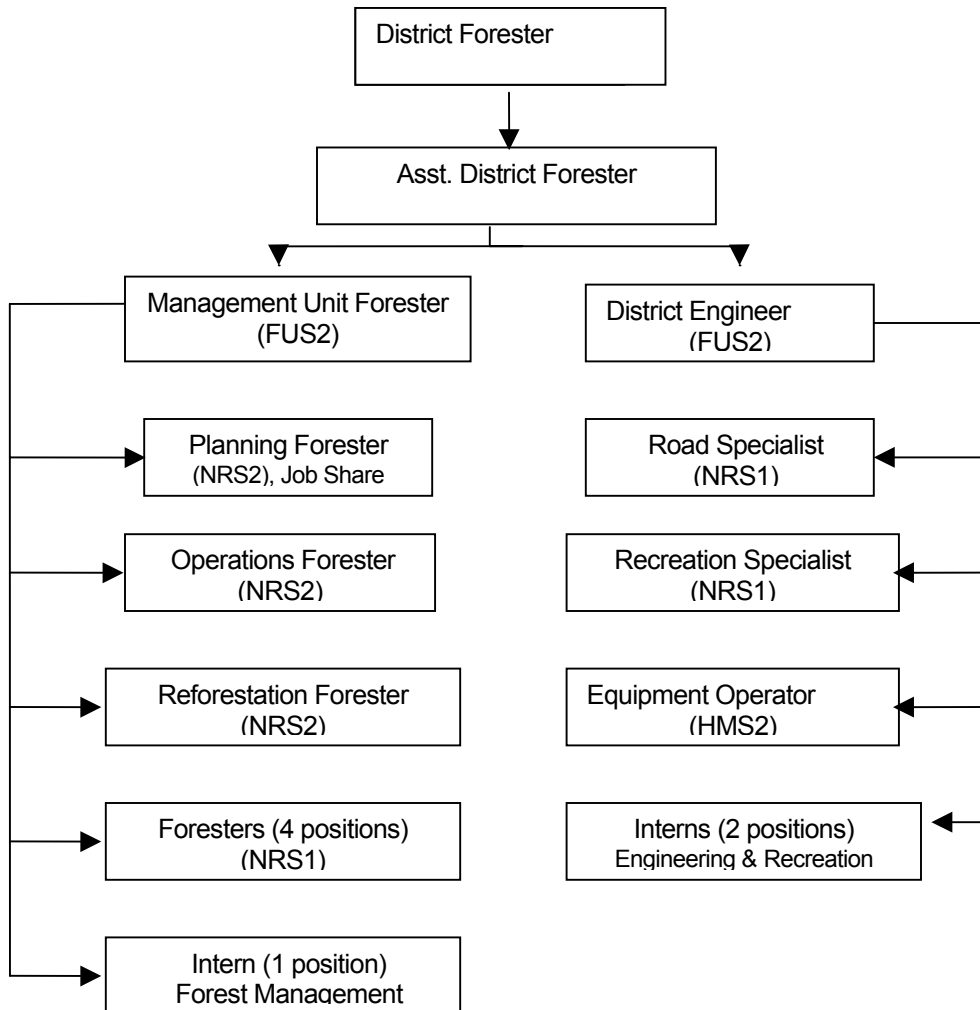 District Forester
Asst. District Forester
Management Unit Forester
(FUS2)
District Engineer
(FUS2)
Planning Forester
(NRS2), Job Share
Road Specialist
(NRS1)
Operations Forester
(NRS2)
Recreation Specialist
(NRS1)
Reforestation Forester
(NRS2)
Equipment Operator
(HMS2)
Foresters (4 positions)
(NRS1)
Interns (2 positions)
Engineering & Recreation
Intern (1 position)
Forest Management